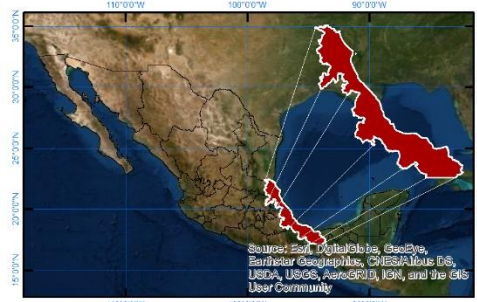 110°0'0"W 100°0'0"W 90°0'0"W
35°0'0"N
30°0'0"N
25°0'0"N
20°0'0"N
15°0'0"N
Source: Esri, DigitalGlobe, GeoEye,
Earthstar Geographics, CNES/Airbus DS,
USDA, USGS, AeroGRID, IGN, and the GIS
User Community